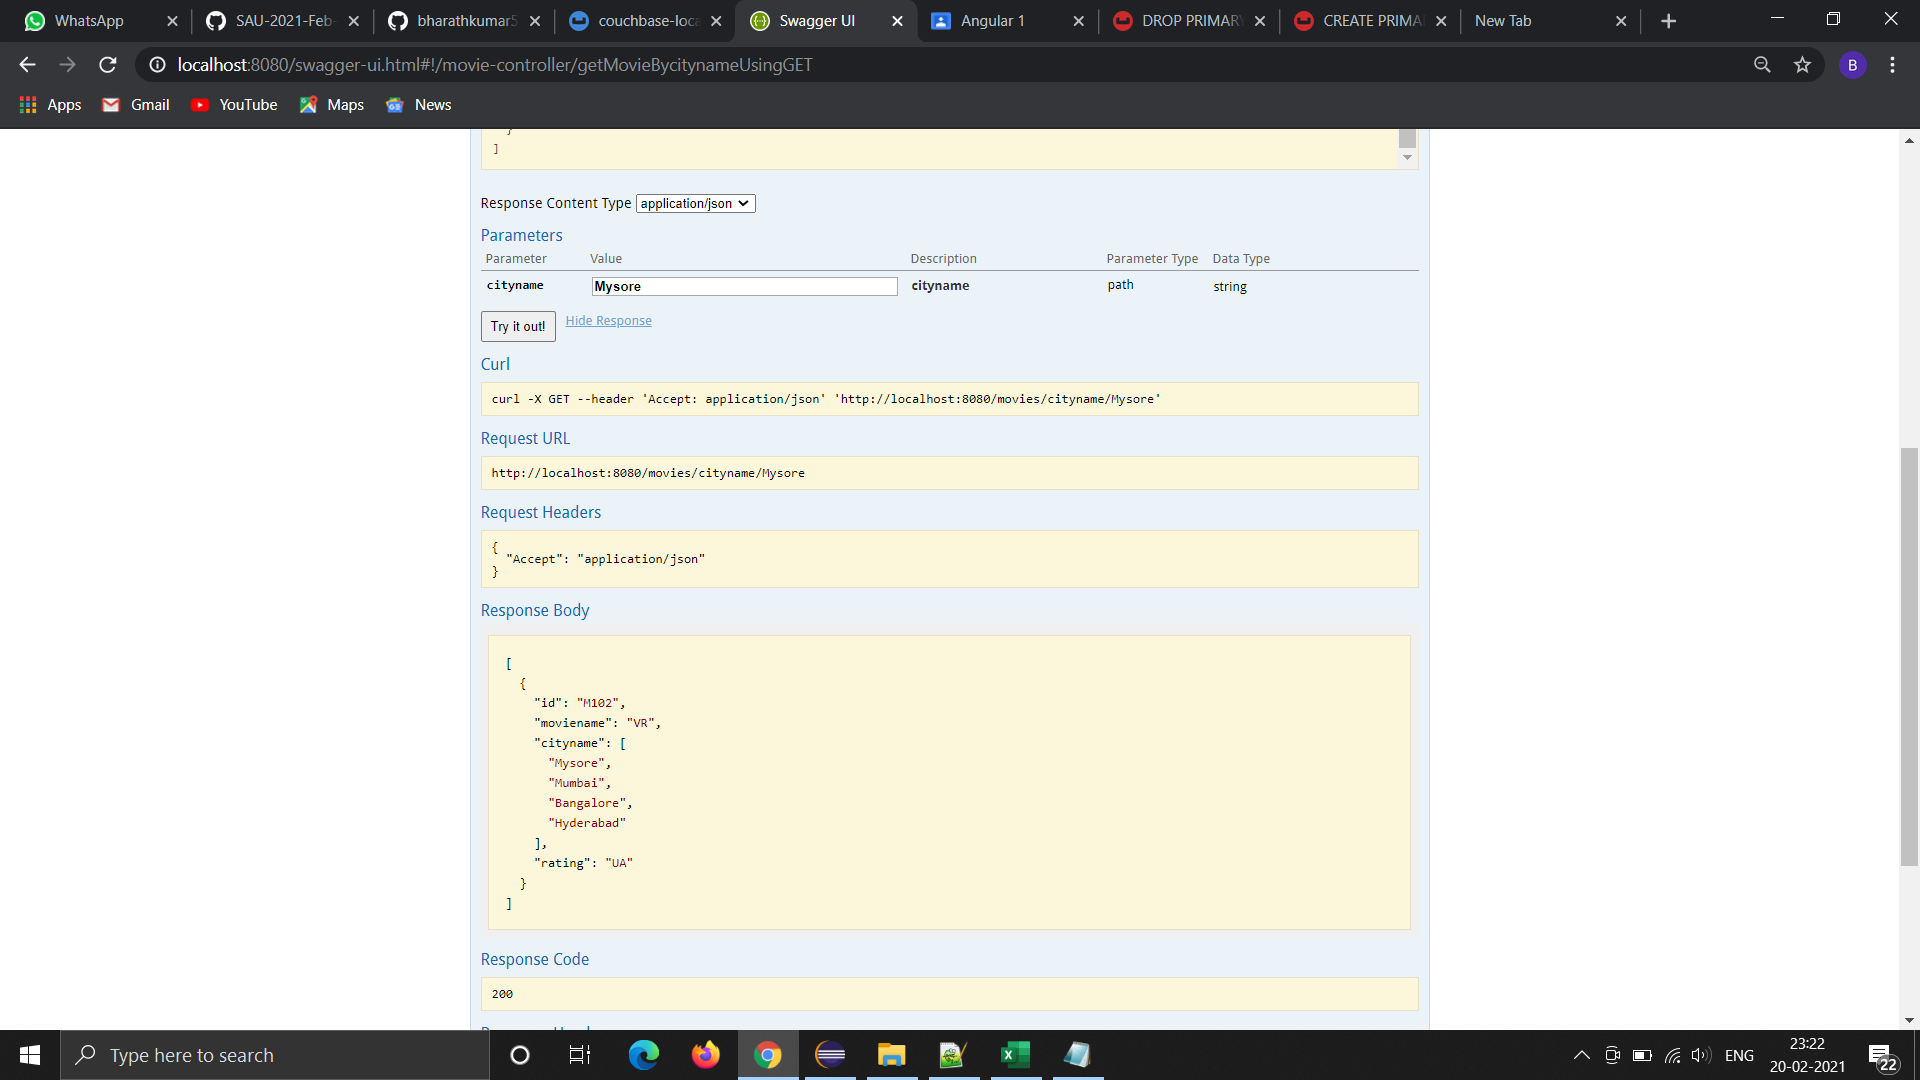 WhatsApp
SAU-2021-Feb-
bharathkumar5
couchbase-loca
Swagger UI
Angular 1
DROP PRIMARY
CREATE PRIMA
New Tab
localhost:8080/swagger-ui.html#!/movie-controller/getMovieBycitynameUsingGET
B
Apps
Gmail
YouTube
Maps
News
}
]
Response Content Type application/json
Parameters
Parameter Value Description Parameter Type Data Type
cityname Mysore cityname path string
Try it out! Hide Response
Curl
curl -X GET --header 'Accept: application/json' 'http://localhost:8080/movies/cityname/Mysore'
Request URL
http://localhost:8080/movies/cityname/Mysore
Request Headers
{
"Accept": "application/json"
}
Response Body
[
{
"id": "M102",
"moviename": "VR",
"cityname": [
"Mysore",
"Mumbai",
"Bangalore",
"Hyderabad"
],
"rating": "UA"
}
]
Response Code
200
Type here to search
ENG
23:22
20-02-2021
22